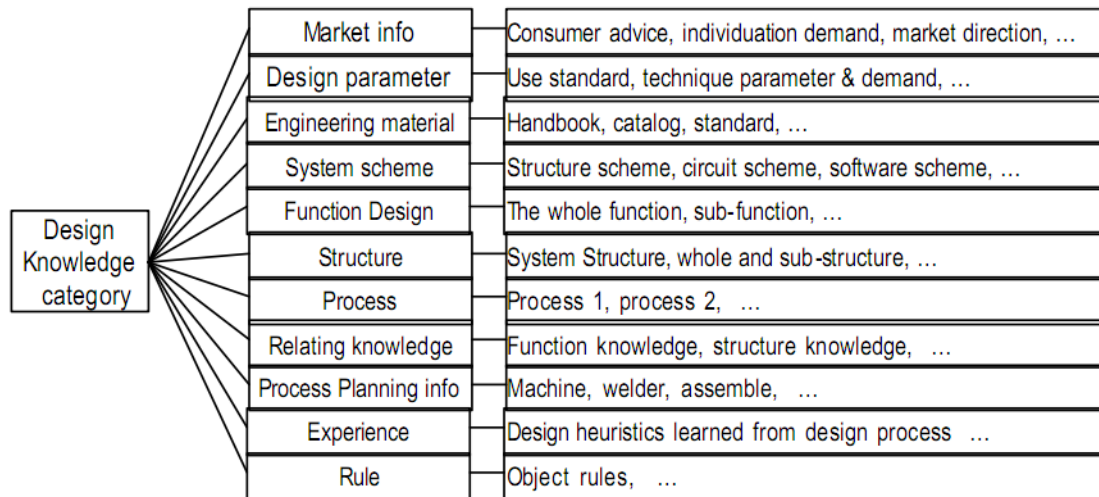 Market info Consumer advice, individuation demand, market direction, …
Design parameter Use standard, technique parameter & demand, …
Engineering material Handbook, catalog, standard, …
System scheme Structure scheme, circuit scheme, software scheme, …
Function Design The whole function, sub-function, …
Design
Knowledge
category
Structure System Structure, whole and sub-structure, …
Process Process 1, process 2, …
Relating knowledge Function knowledge, structure knowledge, …
Process Planning info Machine, welder, assemble, …
Experience Design heuristics learned from design process …
Rule Object rules, …